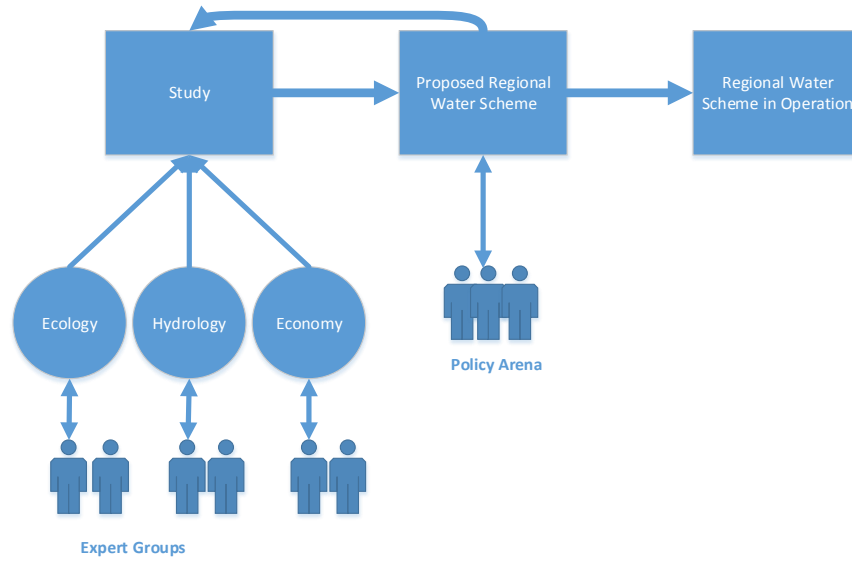 Study
Proposed Regional
Water Scheme
Regional Water
Scheme in Operation
Ecology
Hydrology
Economy
Policy Arena
Expert Groups